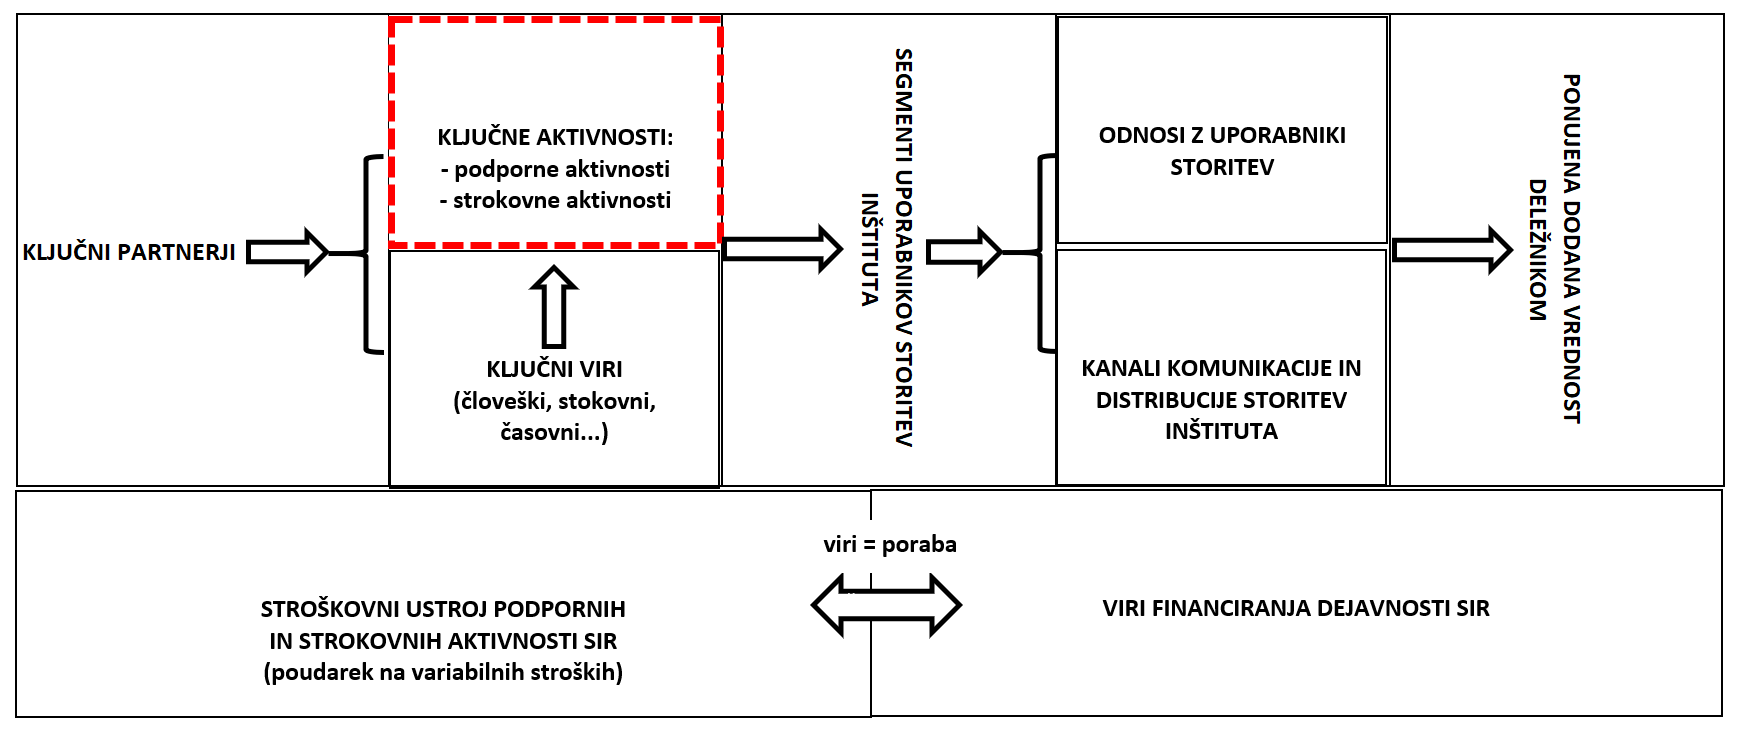 KLJUČNI PARTNERJI
KLJUČNE AKTIVNOSTI:
- podporne aktivnosti
- strokovne aktivnosti
KLJUČNI VIRI
(človeški, stokovni,
časovni...)
SEGMENTI UPORABNIKOV STORITEV
INŠTITUTA
ODNOSI Z UPORABNIKI
STORITEV
KANALI KOMUNIKACIJE IN
DISTRIBUCIJE STORITEV
INŠTITUTA
PONUJENA DODANA VREDNOST
DELEŽNIKOM
viri = poraba
STROŠKOVNI USTROJ PODPORNIH
IN STROKOVNIH AKTIVNOSTI SIR
(poudarek na variabilnih stroških)
VIRI FINANCIRANJA DEJAVNOSTI SIR